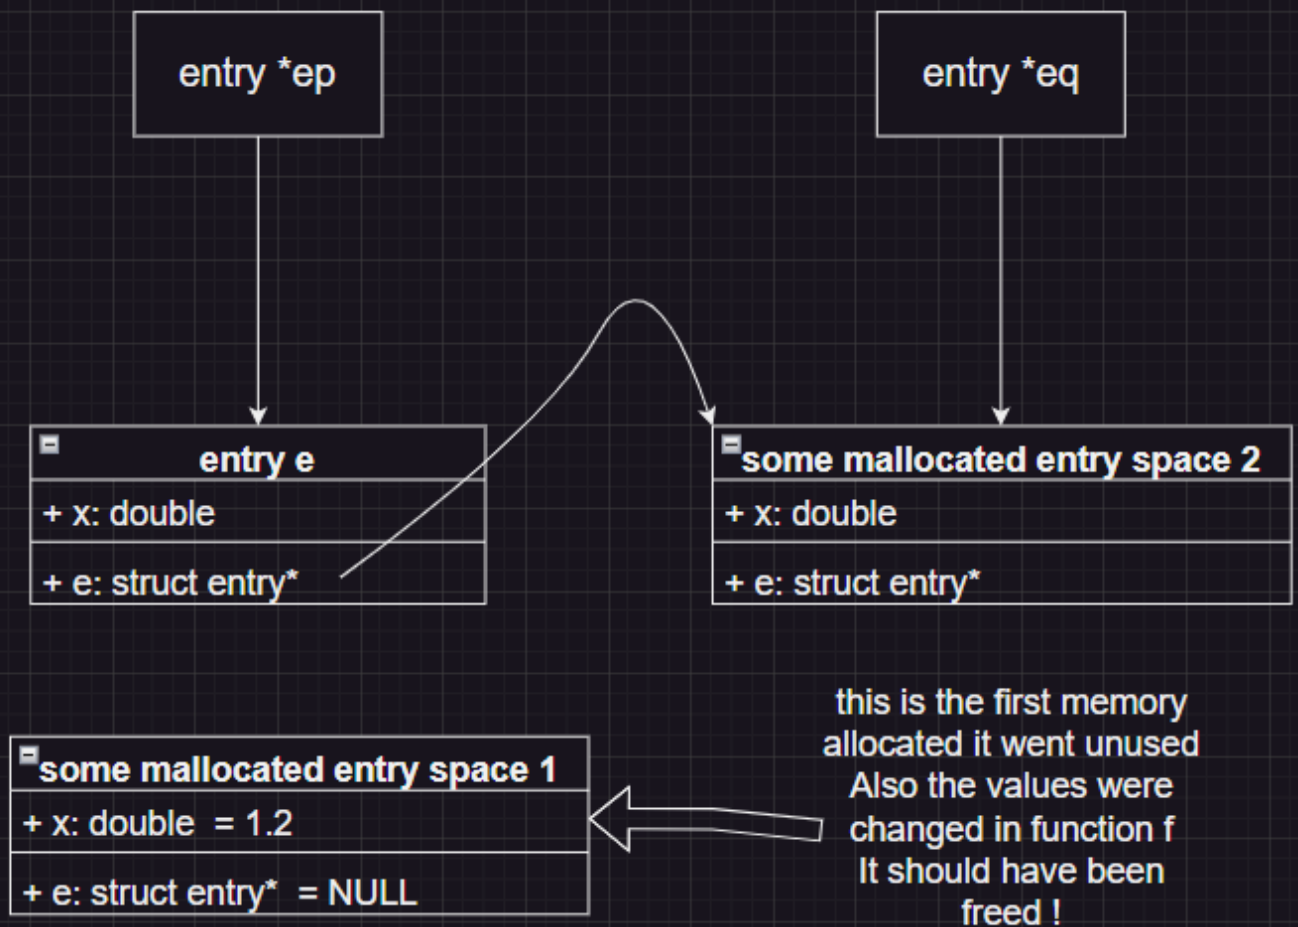 entry *ep
entry *eq
entry e
+ x: double
+ e: struct entry*
some mallocated entry space 2
+ x: double
+ e: struct entry*
some mallocated entry space 1
+ x: double  = 1.2
+ e: struct entry*  = NULL
this is the first memory
allocated it went unused
Also the values were
changed in function f
It should have been
freed !